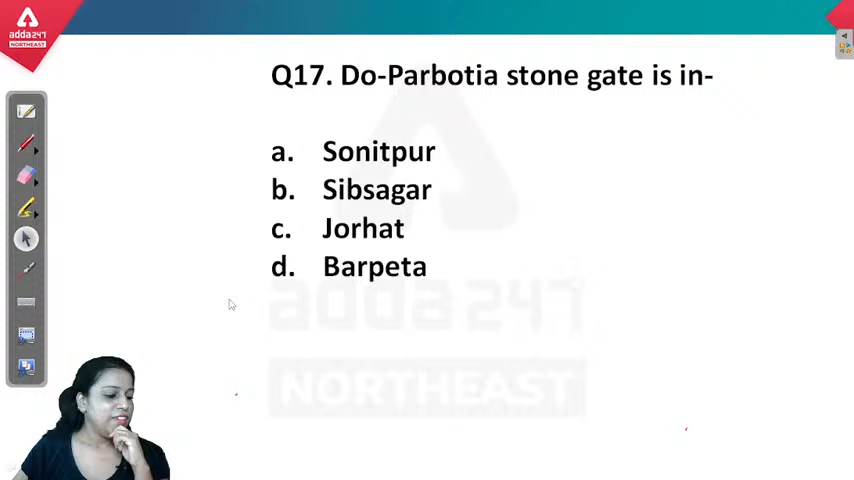 adda247
NORTHEAST
Q17. Do-Parbotia stone gate is in-
a. Sonitpur
b. Sibsagar
c. Jorhat
d. Barpeta
adda247
NORTHEAST